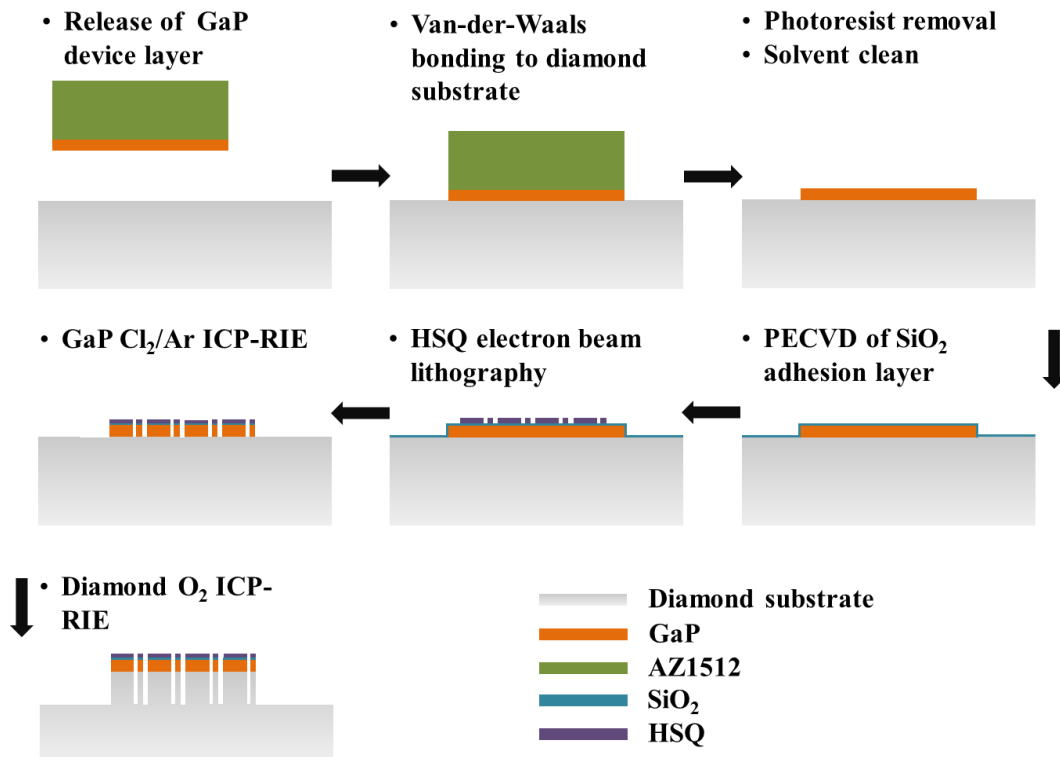 • Release of GaP
device layer
• Van-der-Waals
bonding to diamond
substrate
• Photoresist removal
• Solvent clean
• GaP Cl₂/Ar ICP-RIE
• HSQ electron beam
lithography
• PECVD of SiO₂
adhesion layer
• Diamond O₂ ICP-
RIE
Diamond substrate
GaP
AZ1512
SiO₂
HSQ